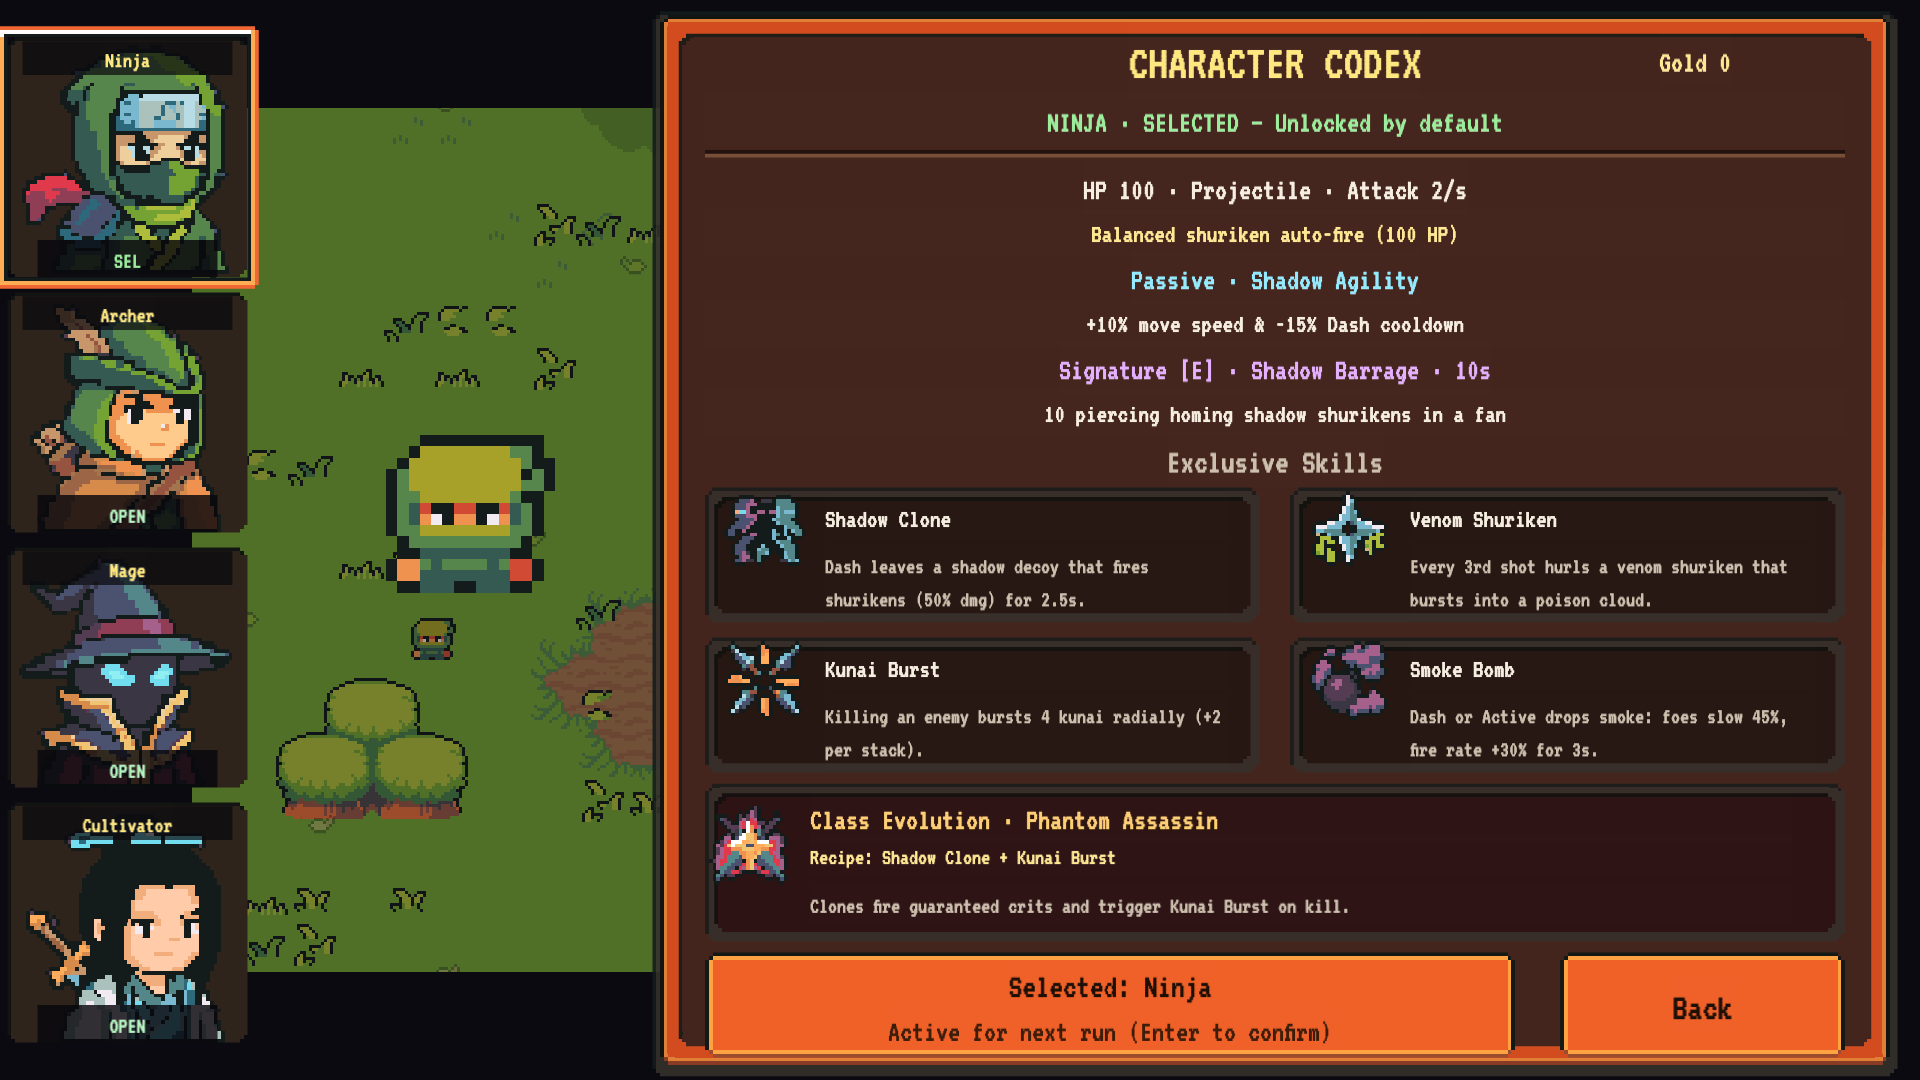 Ninja
SEL
Archer
OPEN
Mage
OPEN
Cultivator
OPEN
CHARACTER CODEX
Gold 0
NINJA · SELECTED — Unlocked by default
HP 100 · Projectile · Attack 2/s
Balanced shuriken auto-fire (100 HP)
Passive · Shadow Agility
+10% move speed & -15% Dash cooldown
Signature [E] · Shadow Barrage · 10s
10 piercing homing shadow shurikens in a fan
Exclusive Skills
Shadow Clone
Dash leaves a shadow decoy that fires
shurikens (50% dmg) for 2.5s.
Venom Shuriken
Every 3rd shot hurls a venom shuriken that
bursts into a poison cloud.
Kunai Burst
Killing an enemy bursts 4 kunai radially (+2
per stack).
Smoke Bomb
Dash or Active drops smoke: foes slow 45%,
fire rate +30% for 3s.
Class Evolution · Phantom Assassin
Recipe: Shadow Clone + Kunai Burst
Clones fire guaranteed crits and trigger Kunai Burst on kill.
Selected: Ninja
Active for next run (Enter to confirm)
Back